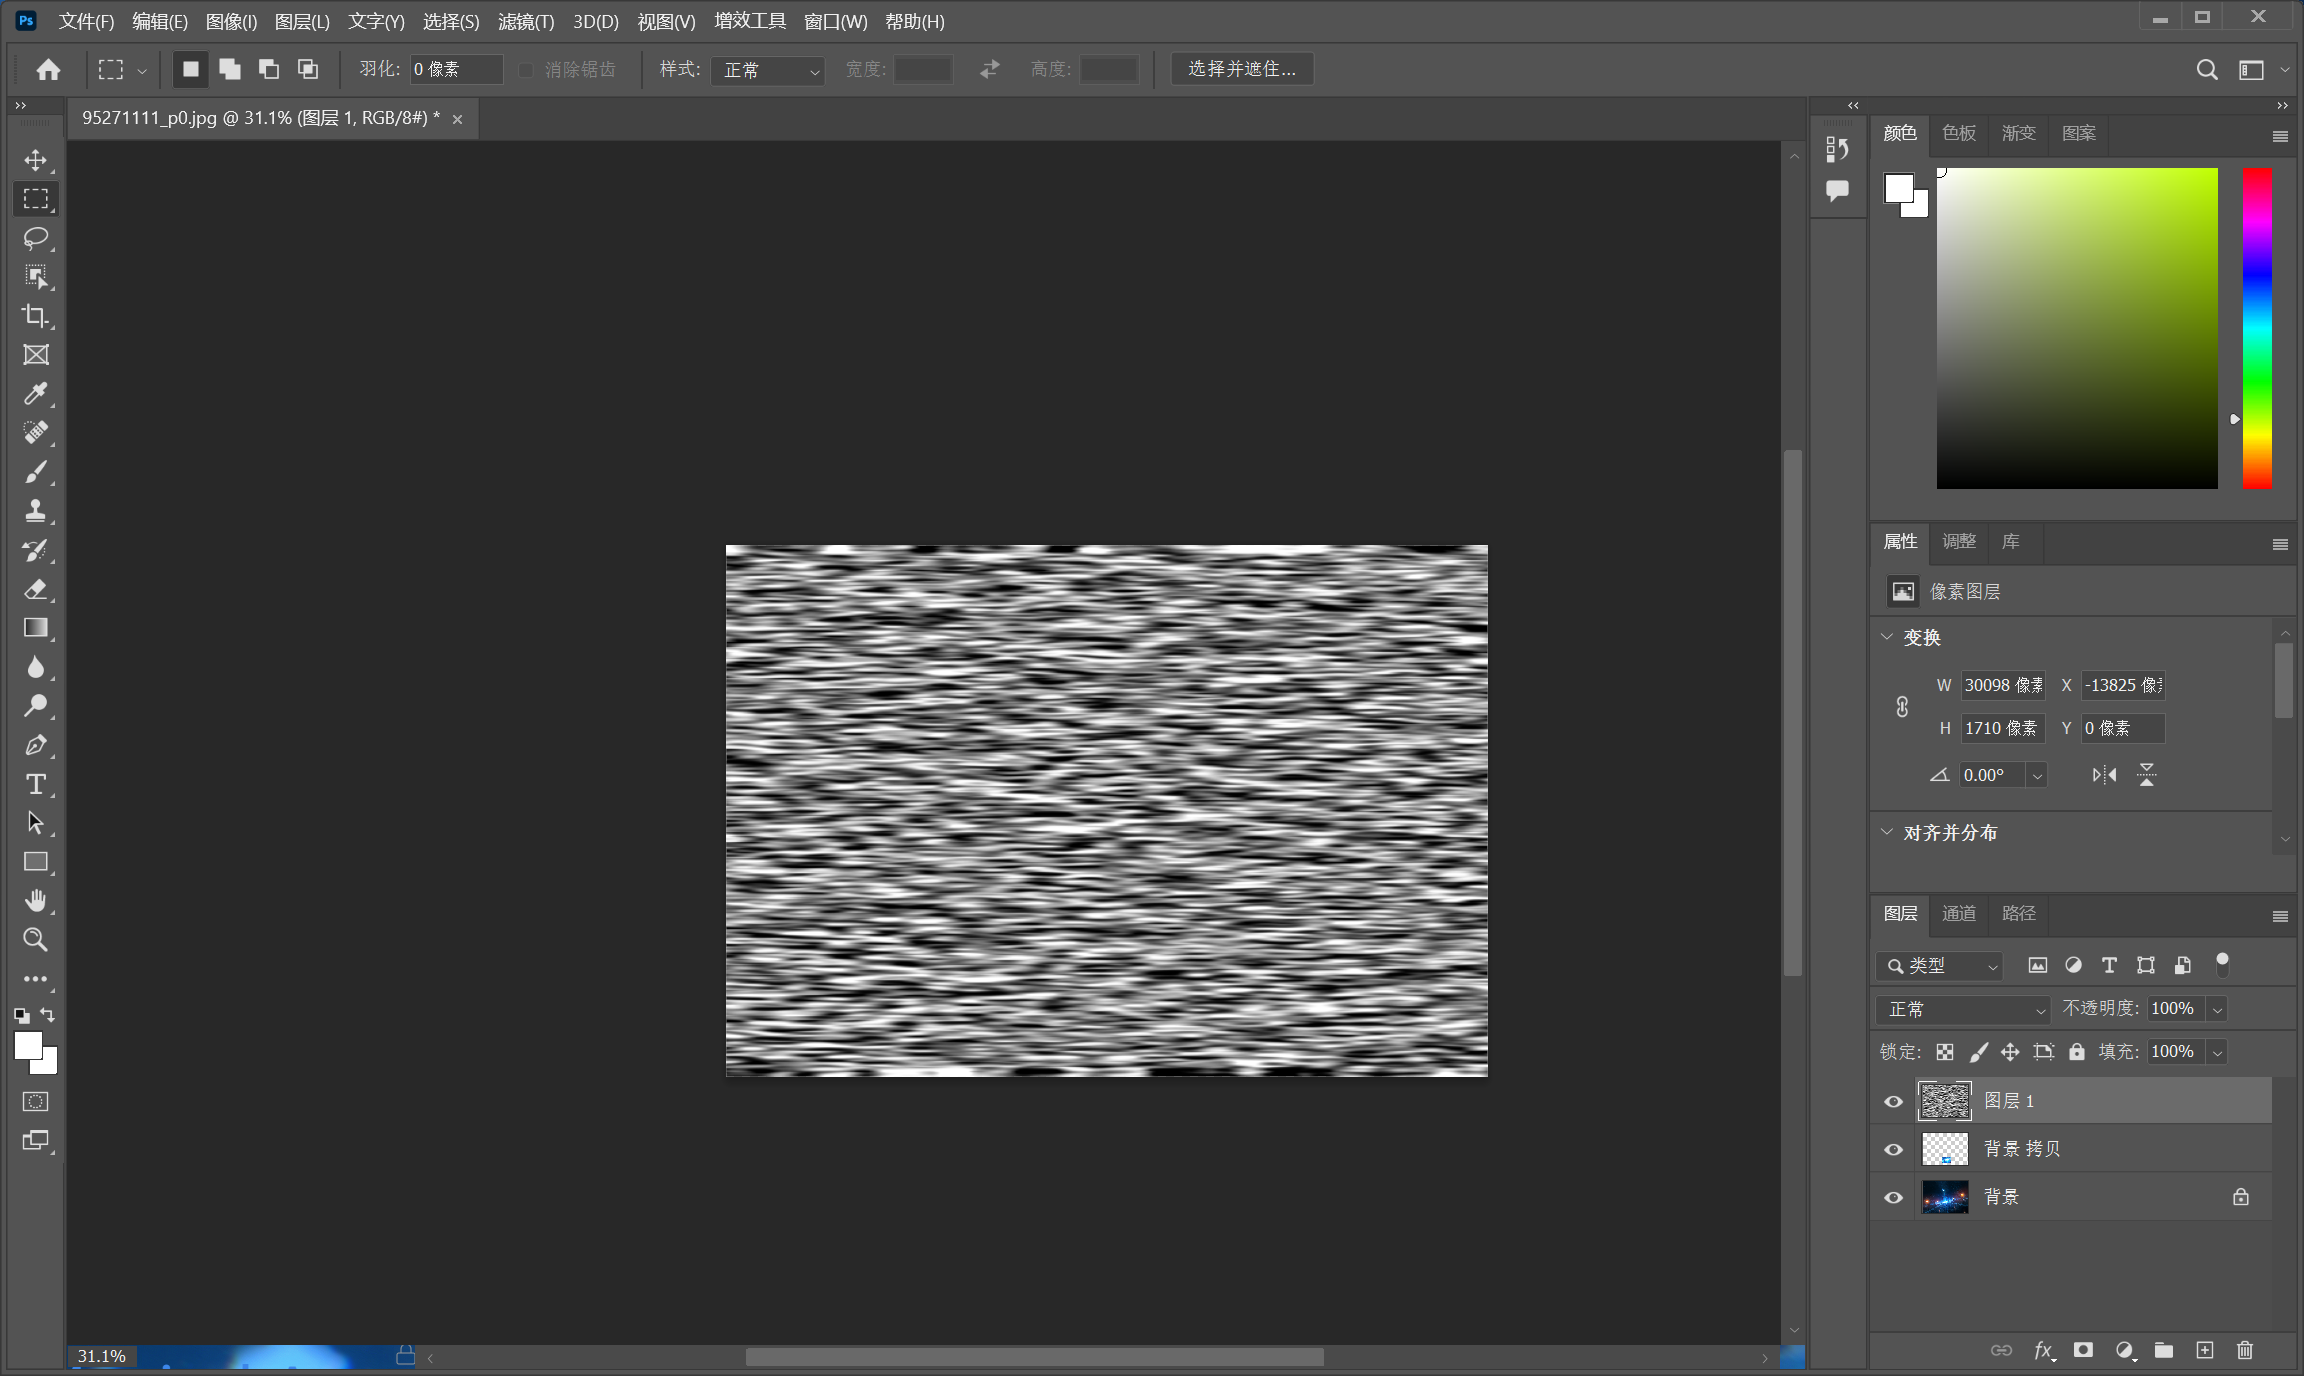 Ps 文件(F) 编辑(E) 图像(I) 图层(L) 文字(Y) 选择(S) 滤镜(T) 3D(D) 视图(V) 增效工具 窗口(W) 帮助(H)
羽化: 0 像素 消除锯齿 样式: 正常 宽度: 高度: 选择并遮住...
95271111_p0.jpg @ 31.1% (图层 1, RGB/8#) *
颜色 色板 渐变 图案
属性 调整 库
像素图层
变换
W 30098 像素 X -13825 像
H 1710 像素 Y 0 像素
0.00°
对齐并分布
图层 通道 路径
类型
正常 不透明度: 100%
锁定: 填充: 100%
图层 1
背景 拷贝
背景
fx
31.1%